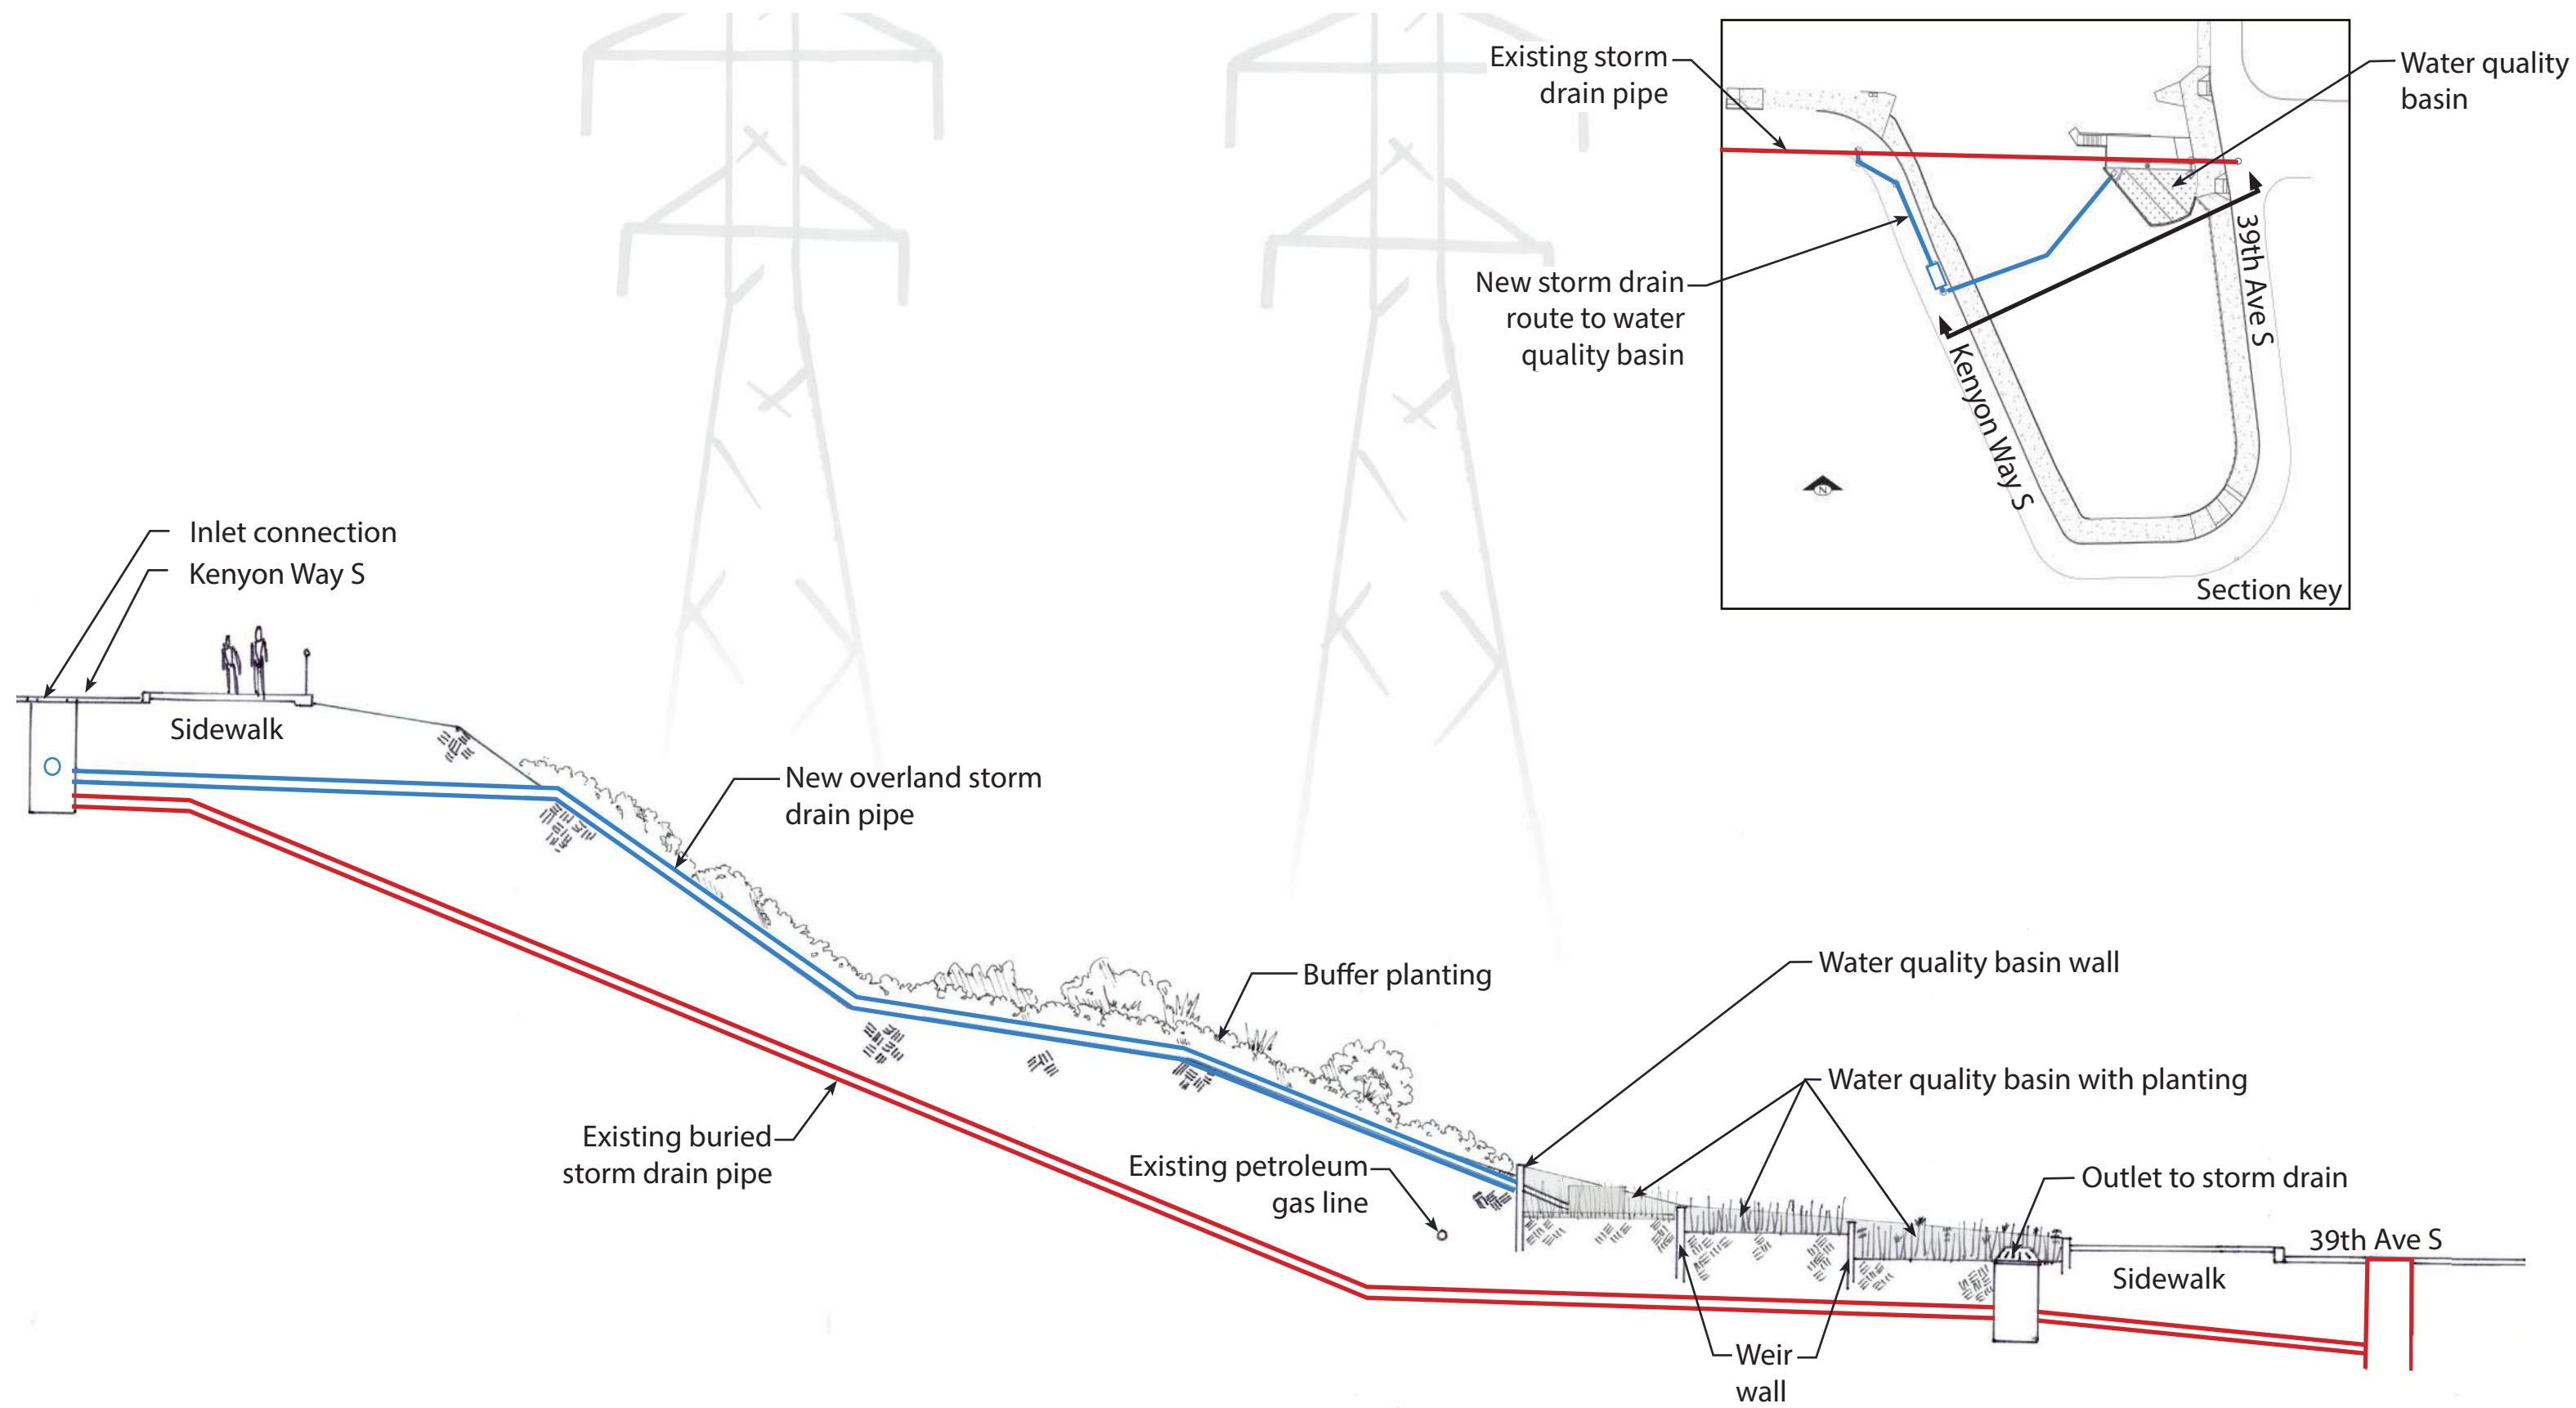 Existing storm
drain pipe
Water quality
basin
New storm drain
route to water
quality basin
39th Ave S
Kenyon Way S
N
Section key
Inlet connection
Kenyon Way S
Sidewalk
New overland storm
drain pipe
Buffer planting
Water quality basin wall
Water quality basin with planting
Existing buried
storm drain pipe
Existing petroleum
gas line
Outlet to storm drain
39th Ave S
Sidewalk
Weir
wall